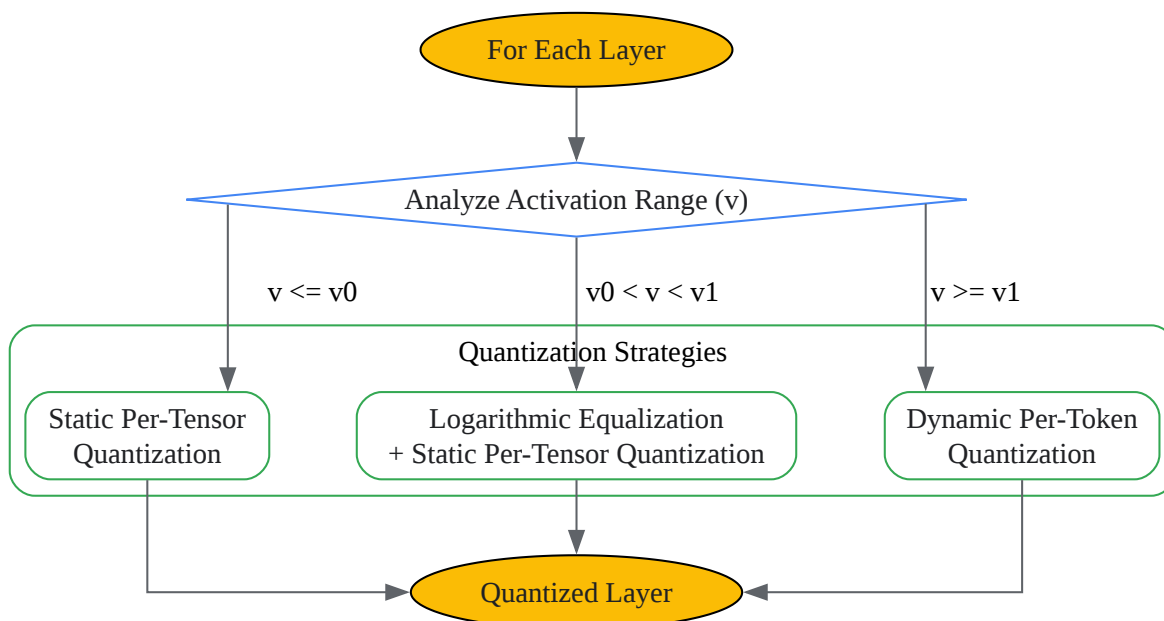 For Each Layer
Analyze Activation Range (v)
v <= v0
v0 < v < v1
v >= v1
Quantization Strategies
Static Per-Tensor
Quantization
Logarithmic Equalization
+ Static Per-Tensor Quantization
Dynamic Per-Token
Quantization
Quantized Layer